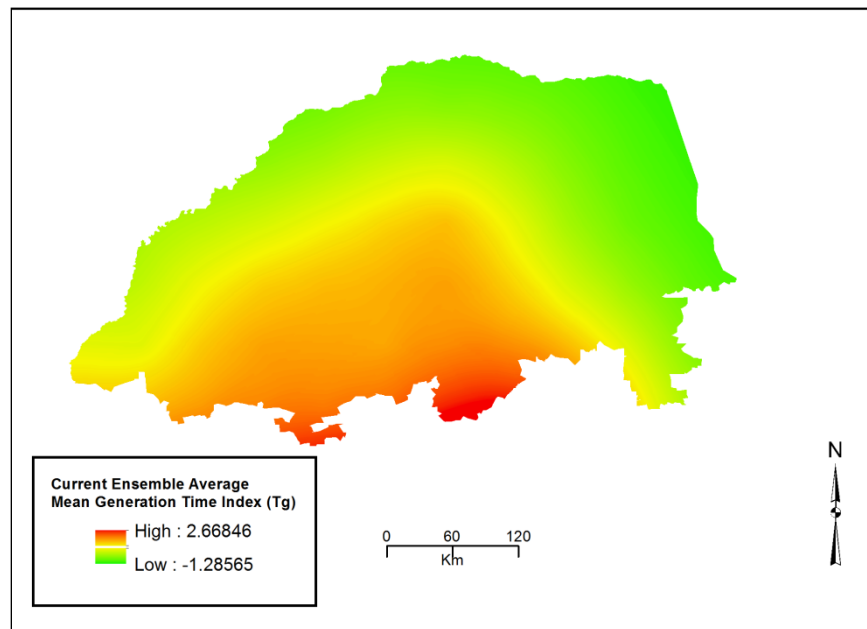 N
Current Ensemble Average
Mean Generation Time Index (Tg)
High : 2.66846
Low : -1.28565
0 60 120
Km